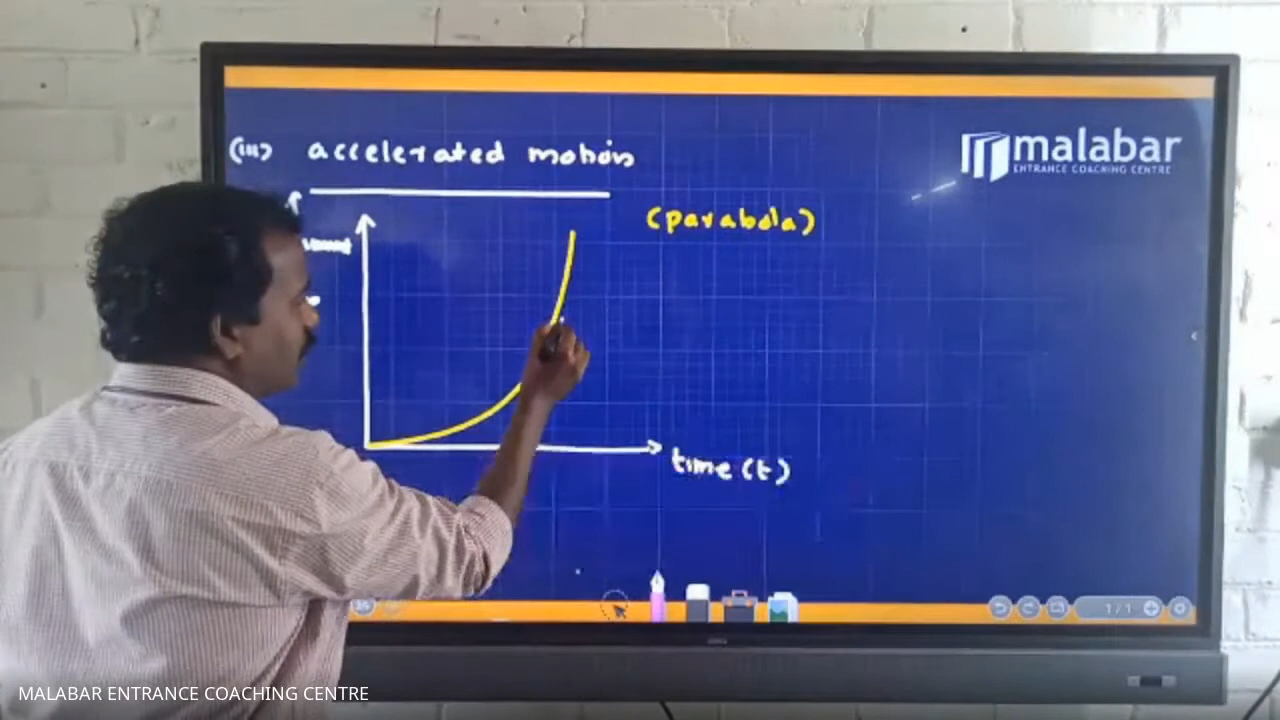 (iii) accelerated motion
malabar
ENTRANCE COACHING CENTRE
(parabola)
time (t)
1/1
MALABAR ENTRANCE COACHING CENTRE